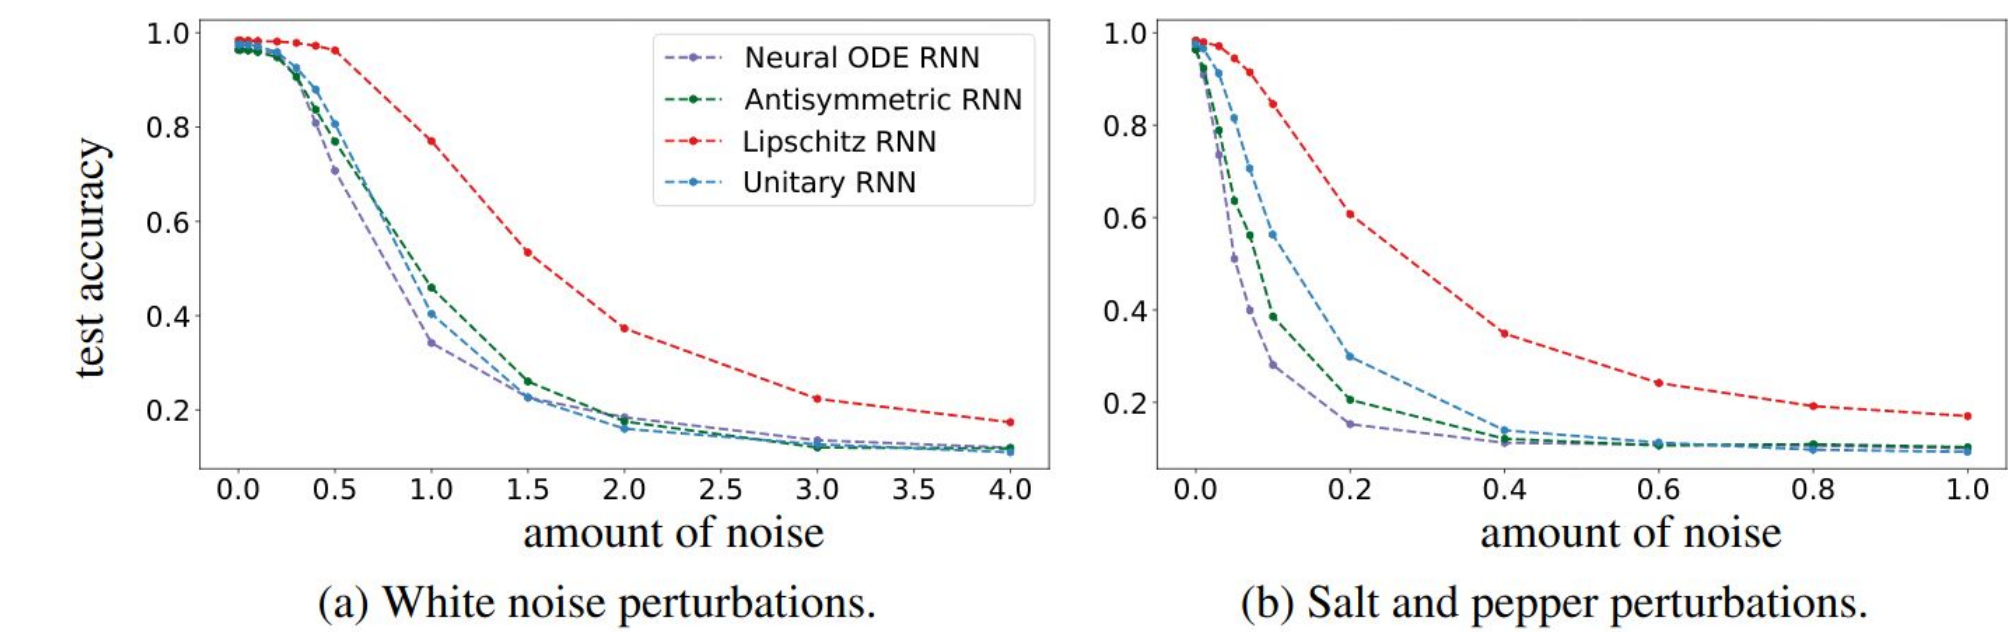 test accuracy
1.0
0.8
0.6
0.4
0.2
Neural ODE RNN
Antisymmetric RNN
Lipschitz RNN
Unitary RNN
0.0 0.5 1.0 1.5 2.0 2.5 3.0 3.5 4.0
amount of noise
(a) White noise perturbations.
1.0
0.8
0.6
0.4
0.2
0.0 0.2 0.4 0.6 0.8 1.0
amount of noise
(b) Salt and pepper perturbations.